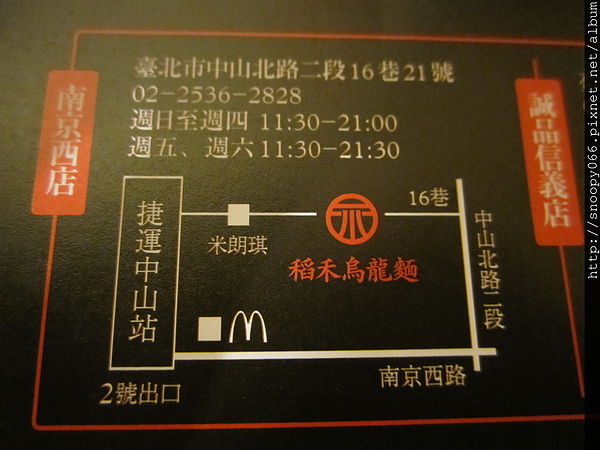 南京西店
臺北市中山北路二段16巷21號
02-2536-2828
週日至週四 11:30-21:00
週五、週六 11:30-21:30
誠品信義店
捷運中山站
米朗琪
16巷
稻禾烏龍麵
中山北路二段
南京西路
2號出口
http://snoopy066.pixnet.net/album